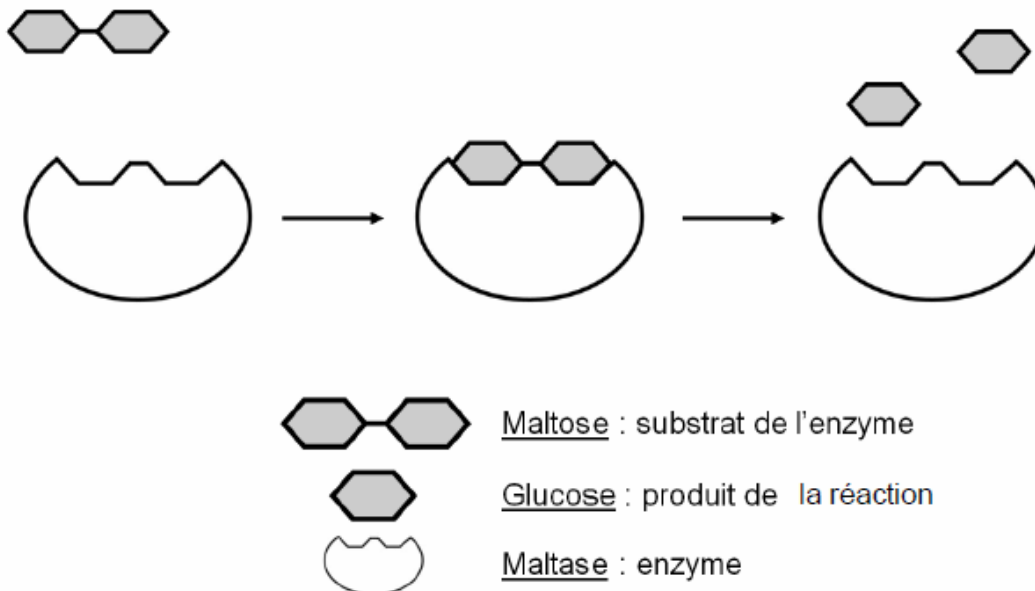 Maltose : substrat de l'enzyme
Glucose : produit de la réaction
Maltase : enzyme